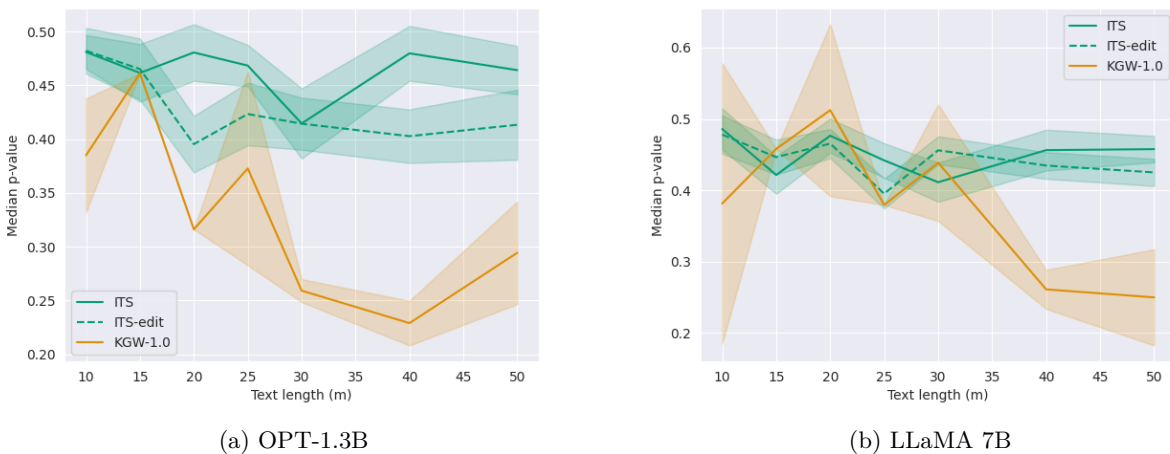 0.50
0.45
0.40
0.35
0.30
0.25
0.20
Median p-value
ITS
ITS-edit
KGW-1.0
10 15 20 25 30 35 40 45 50
Text length (m)
(a) OPT-1.3B
0.6
0.5
0.4
0.3
0.2
Median p-value
ITS
ITS-edit
KGW-1.0
10 15 20 25 30 35 40 45 50
Text length (m)
(b) LLaMA 7B